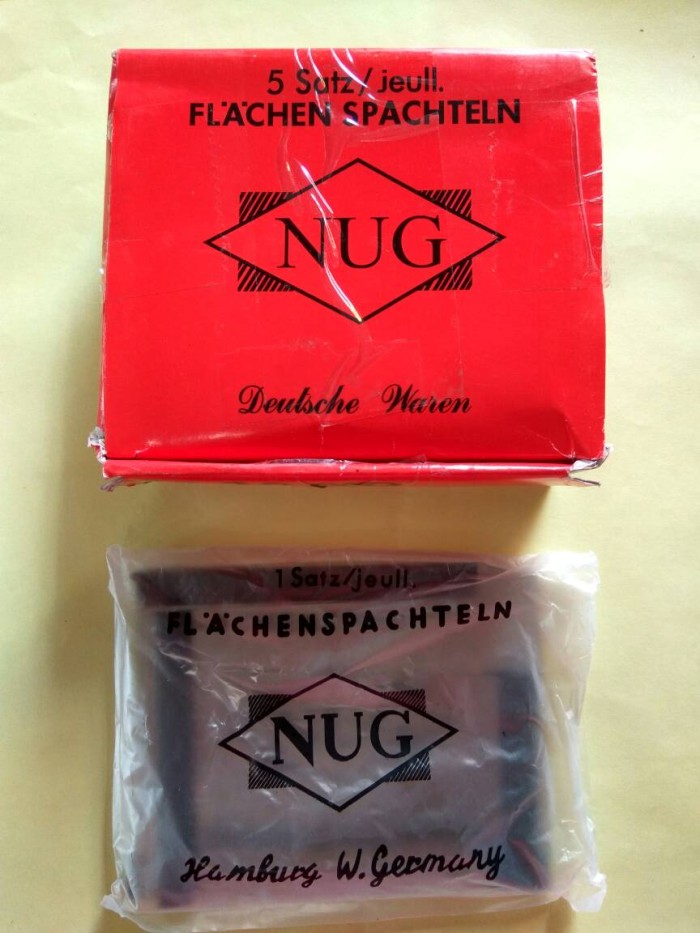 5 Satz/jeull.
FLÄCHEN SPACHTELN
NUG
Deutsche Waren
1 Satz/jeull.
FLÄCHENSPACHTELN
NUG
Hamburg W. Germany